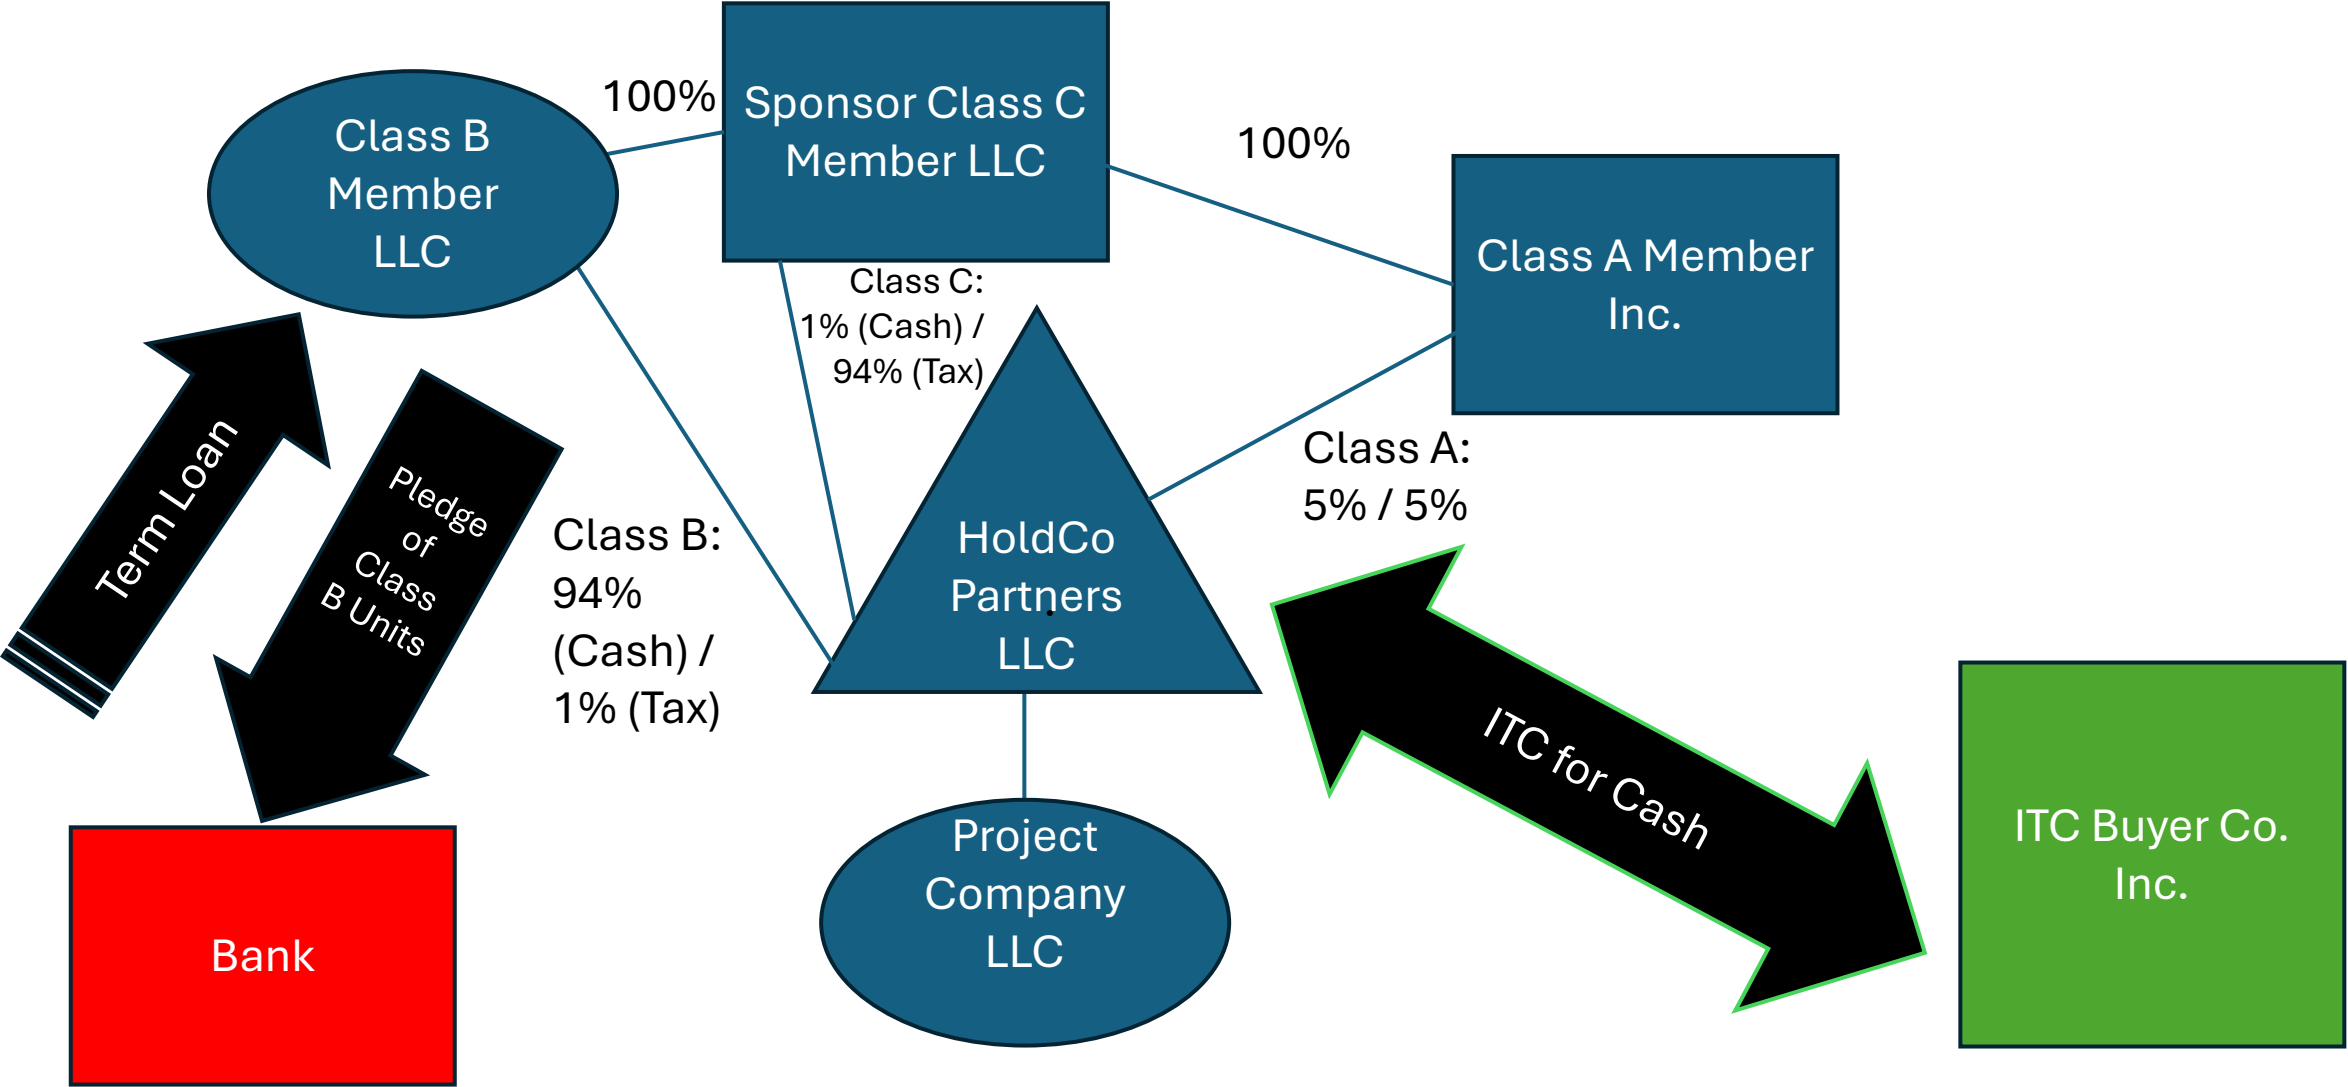 100%
Sponsor Class C
Member LLC
Class B
Member
LLC
100%
Class A Member
Inc.
Class C:
1% (Cash) /
94% (Tax)
Term Loan
Pledge
of
Class
B Units
Class B:
94%
(Cash) /
1% (Tax)
HoldCo
Partners
LLC
Class A:
5% / 5%
ITC for Cash
ITC Buyer Co.
Inc.
Project
Company
LLC
Bank